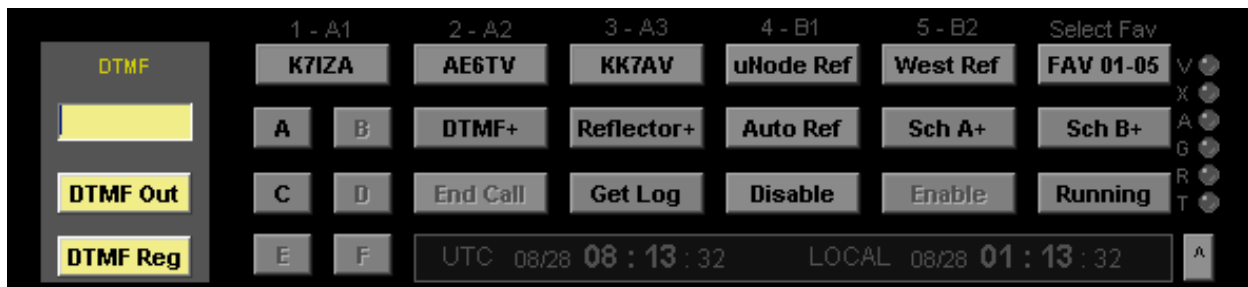 1 - A1 2 - A2 3 - A3 4 - B1 5 - B2 Select Fav
DTMF K7IZA AE6TV KK7AV uNode Ref West Ref FAV 01-05 V
X
A B DTMF+ Reflector+ Auto Ref Sch A+ Sch B+ A
G
DTMF Out C D End Call Get Log Disable Enable Running R
T
DTMF Reg E F UTC 08/28 08 : 13 : 32 LOCAL 08/28 01 : 13 : 32 ^